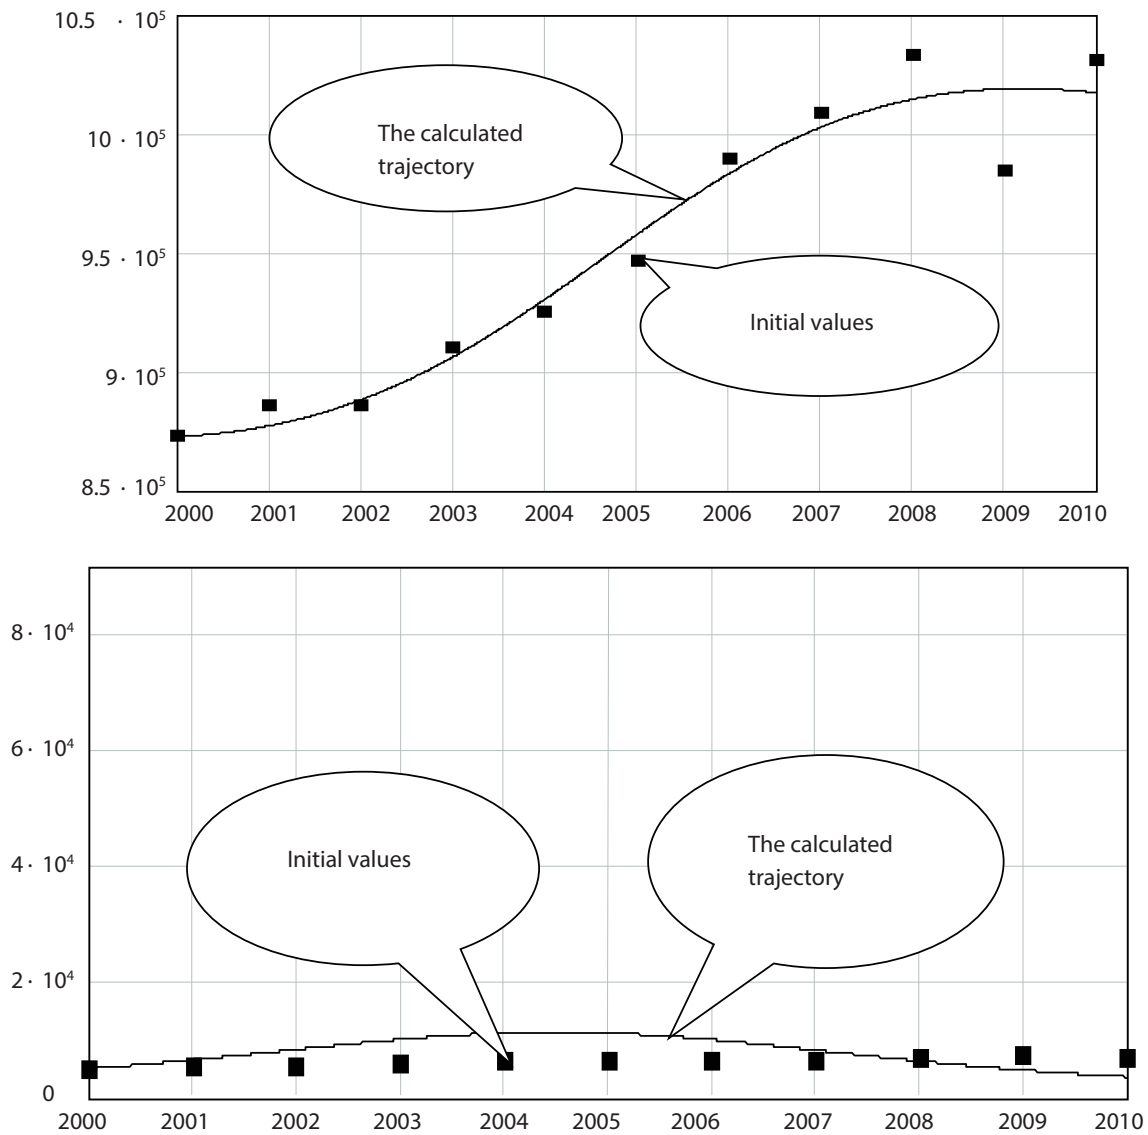 10.5 · 10⁵
The calculated
trajectory
10 · 10⁵
9.5 · 10⁵
Initial values
9 · 10⁵
8.5 · 10⁵
2000 2001 2002 2003 2004 2005 2006 2007 2008 2009 2010
8 · 10⁴
6 · 10⁴
Initial values
The calculated
trajectory
4 · 10⁴
2 · 10⁴
0
2000 2001 2002 2003 2004 2005 2006 2007 2008 2009 2010